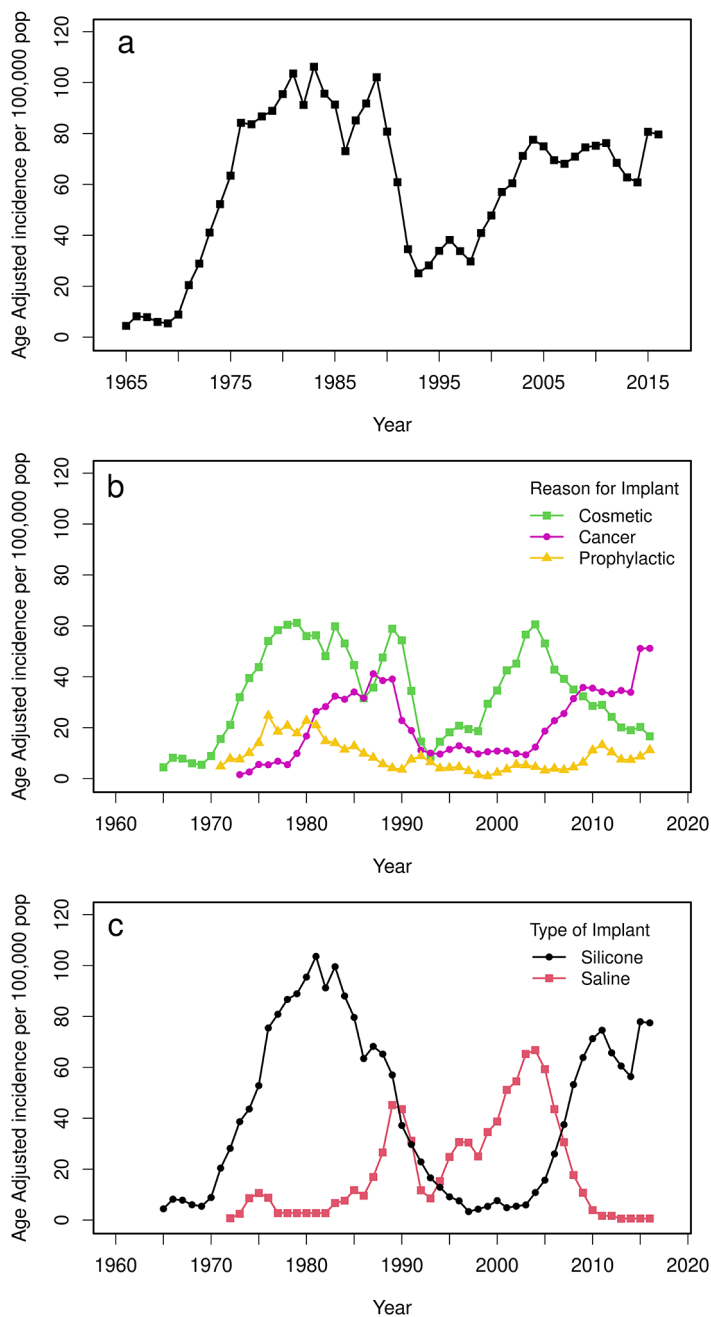 a
Age Adjusted incidence per 100,000 pop
120
100
80
60
40
20
0
1965 1975 1985 1995 2005 2015
Year
b
Age Adjusted incidence per 100,000 pop
120
100
80
60
40
20
0
Reason for Implant
Cosmetic
Cancer
Prophylactic
1960 1970 1980 1990 2000 2010 2020
Year
c
Age Adjusted incidence per 100,000 pop
120
100
80
60
40
20
0
Type of Implant
Silicone
Saline
1960 1970 1980 1990 2000 2010 2020
Year